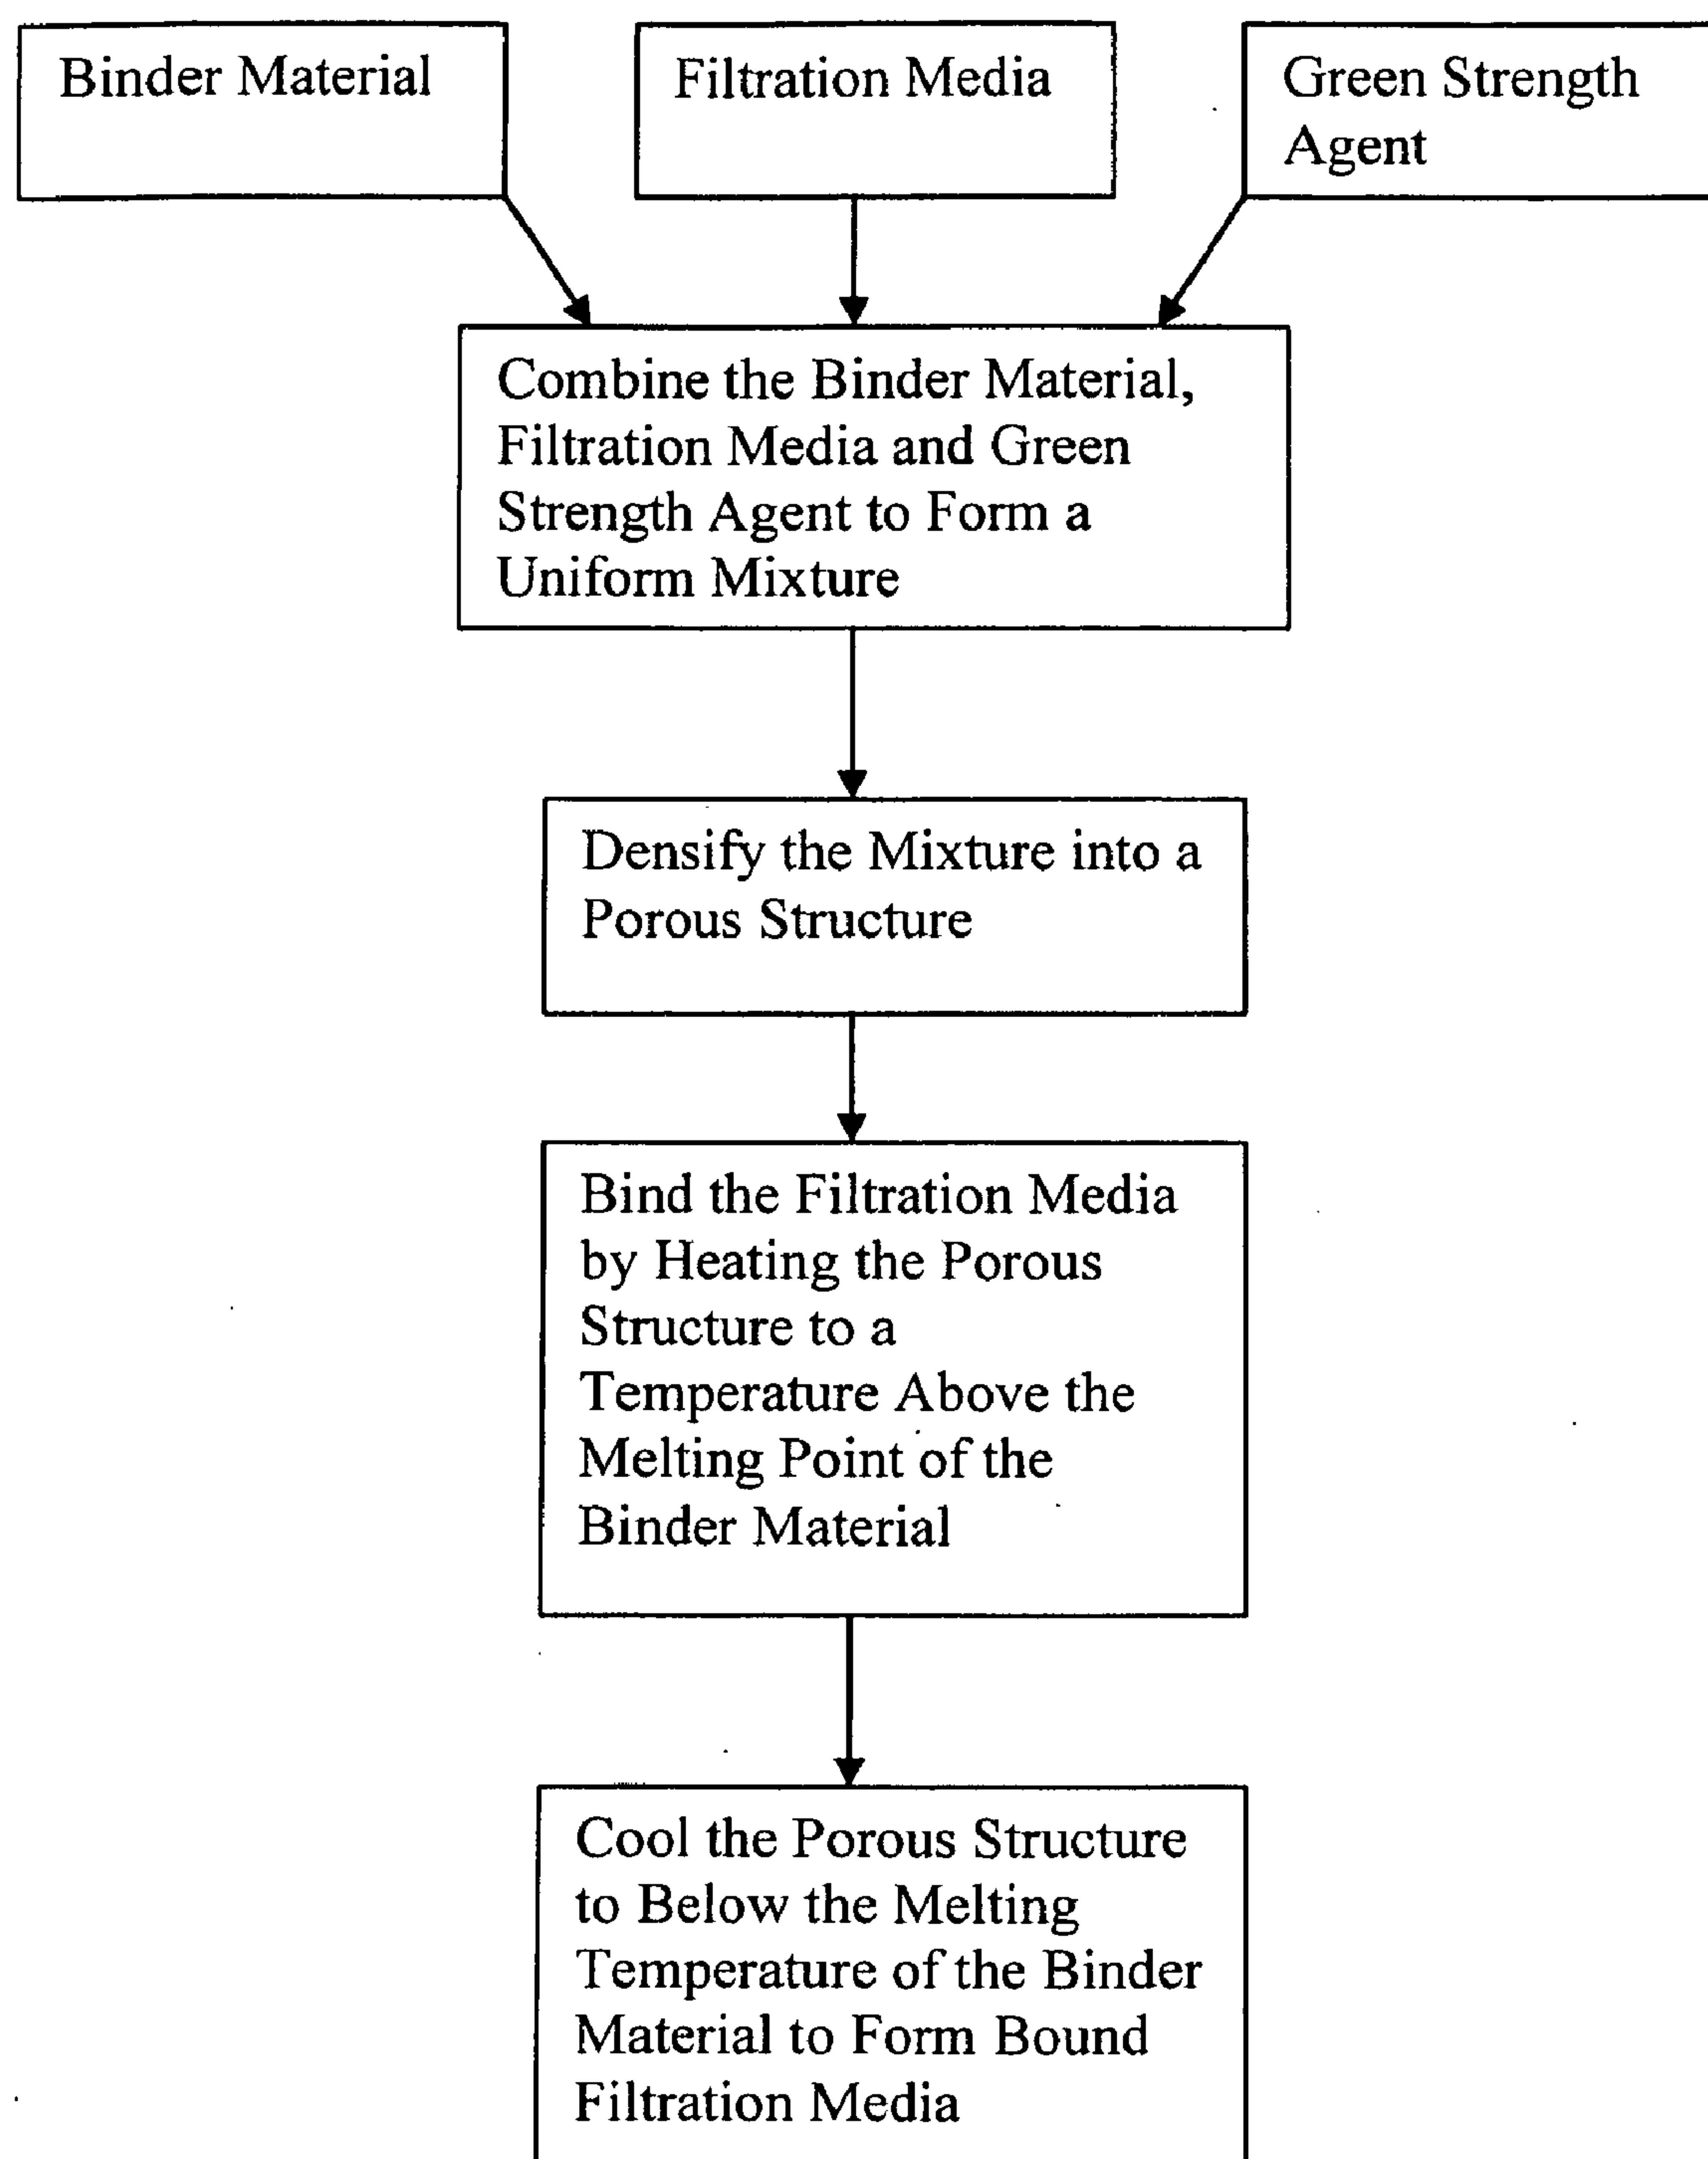 Binder Material
Filtration Media
Green Strength
Agent
Combine the Binder Material,
Filtration Media and Green
Strength Agent to Form a
Uniform Mixture
Densify the Mixture into a
Porous Structure
Bind the Filtration Media
by Heating the Porous
Structure to a
Temperature Above the
Melting Point of the
Binder Material
Cool the Porous Structure
to Below the Melting
Temperature of the Binder
Material to Form Bound
Filtration Media